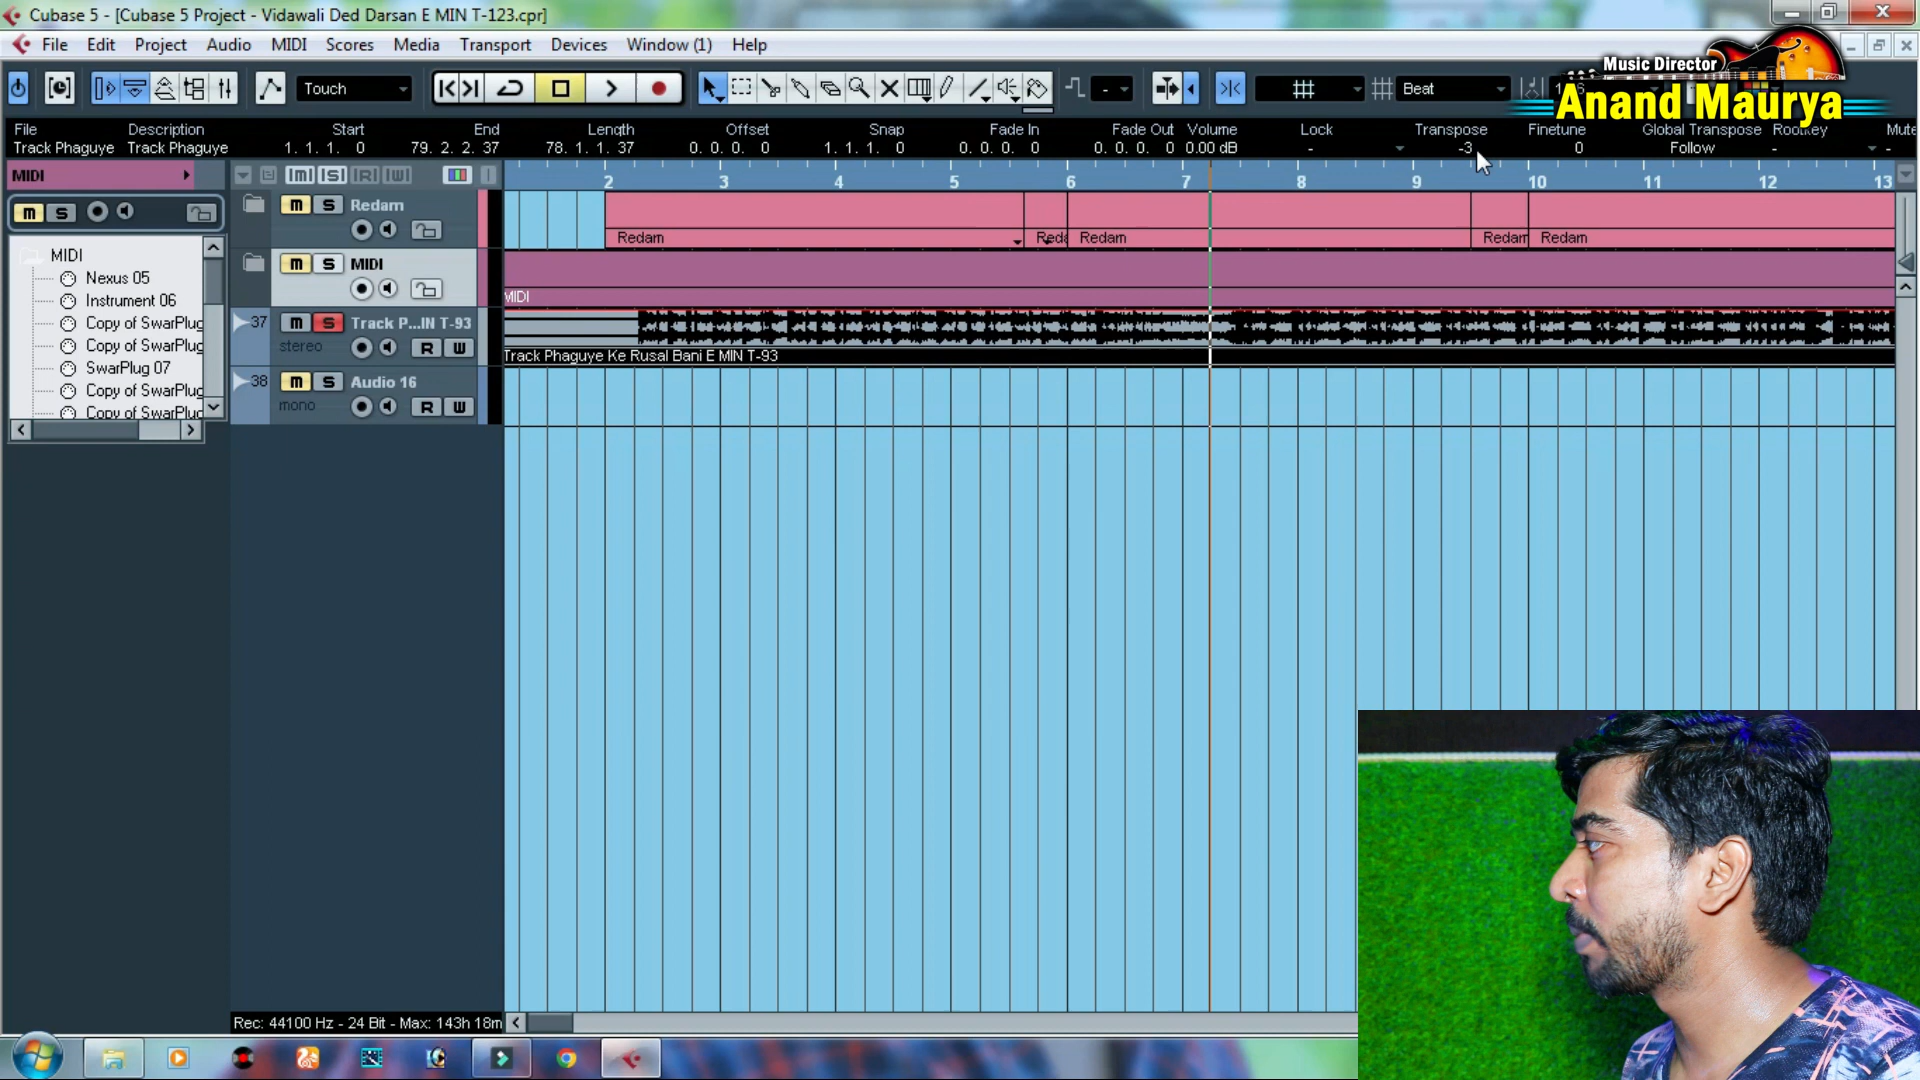 Cubase 5 - [Cubase 5 Project - Vidawali Ded Darsan E MIN T-123.cpr]
File Edit Project Audio MIDI Scores Media Transport Devices Window (1) Help
Music Director
Anand Maurya
Touch
Beat
File Description Start End Length Offset Snap Fade In Fade Out Volume Lock Transpose Finetune Global Transpose Rootkey Mute
Track Phaguye Track Phaguye 1. 1. 1. 0 79. 2. 2. 37 78. 1. 1. 37 0. 0. 0. 0 1. 1. 1. 0 0. 0. 0. 0 0. 0. 0. 0 0.00 dB - -3 0 Follow - -
MIDI
2 3 4 5 6 7 8 9 10 11 12 13
m S
MIDI
Nexus 05
Instrument 06
Copy of SwarPlug
Copy of SwarPlug
SwarPlug 07
Copy of SwarPlug
Copy of SwarPlug
m S Redam
Redam Redam Redam Redam
m S MIDI
MIDI
37 m S Track P...IN T-93
stereo R W
Track Phaguye Ke Rusal Bani E MIN T-93
38 m S Audio 16
mono R W
Rec: 44100 Hz - 24 Bit - Max: 143h 18m